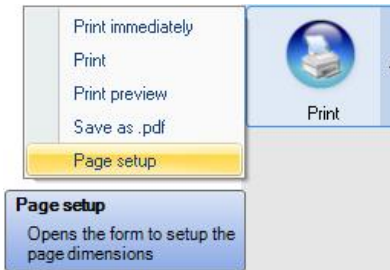 Print immediately
Print
Print preview
Save as .pdf
Page setup
Print
Page setup
Opens the form to setup the
page dimensions